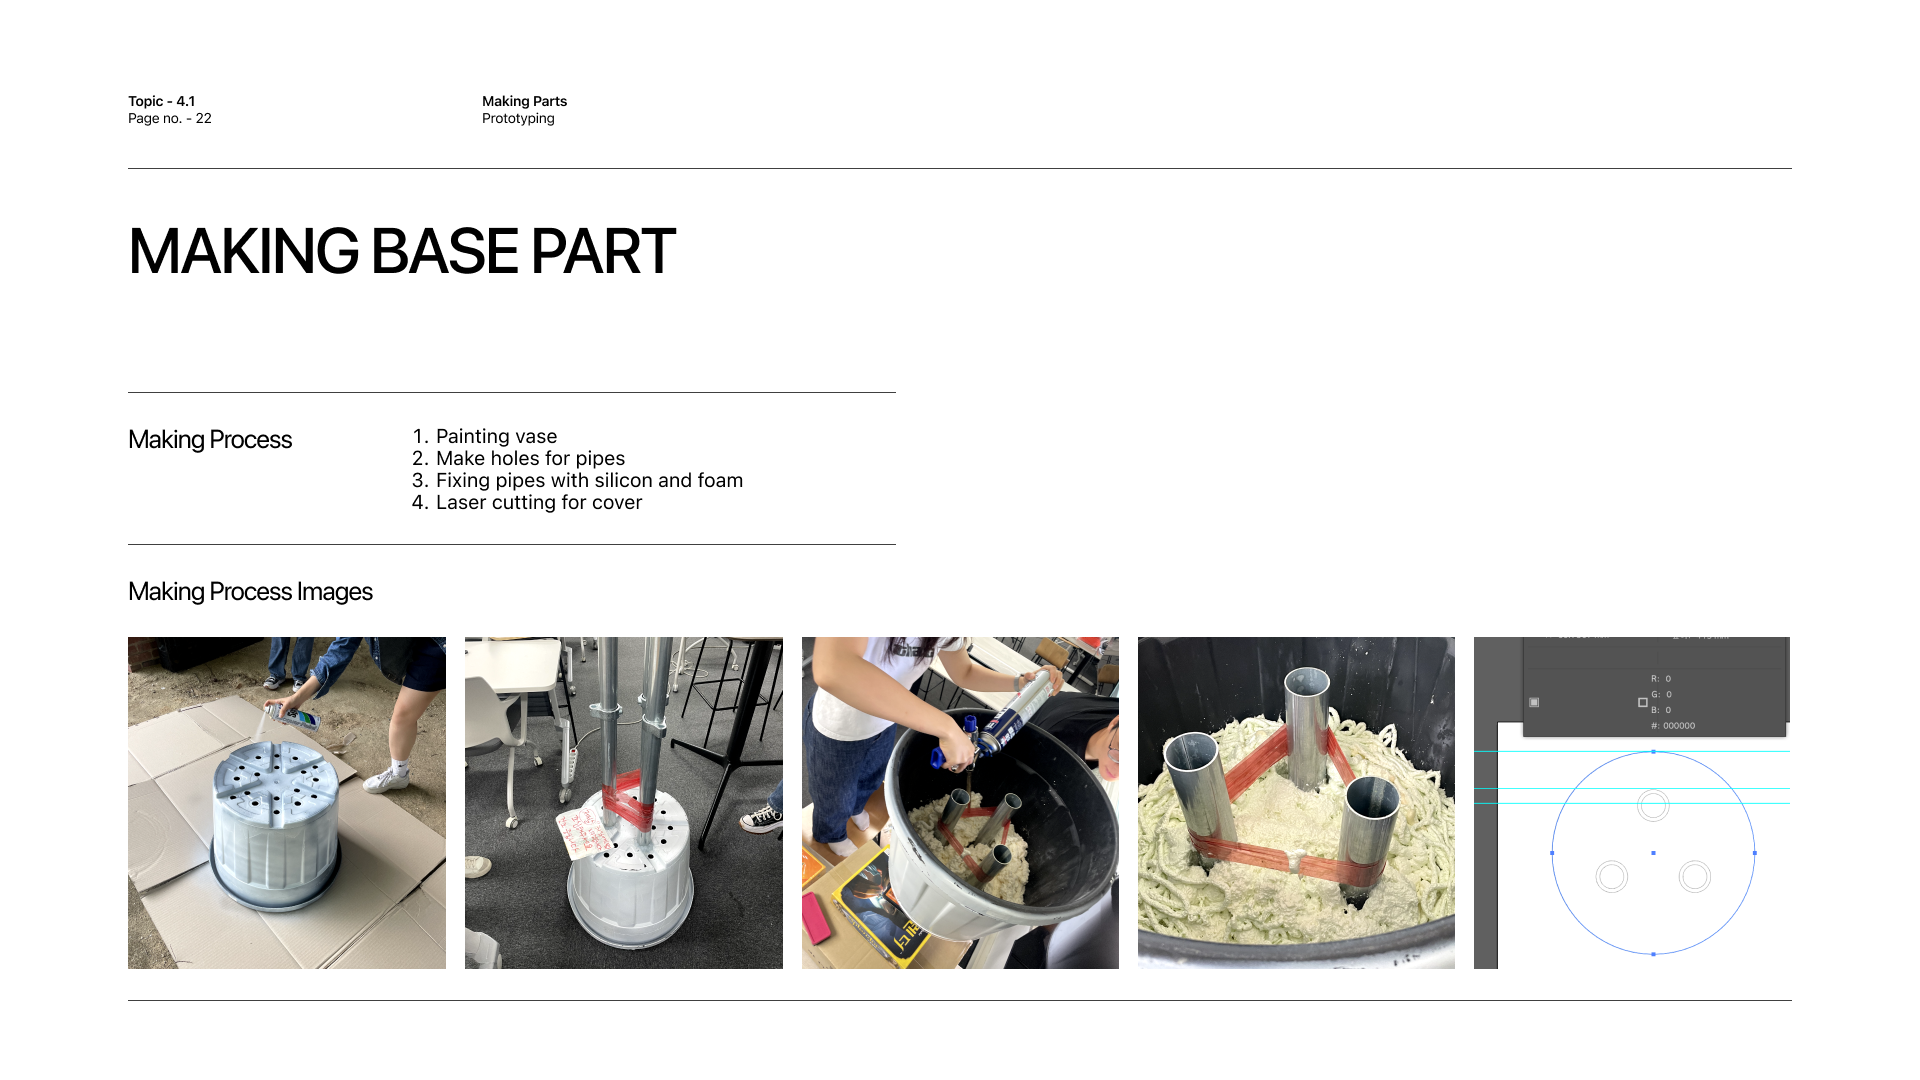 Topic - 4.1
Page no. - 22
Making Parts
Prototyping
MAKING BASE PART
Making Process
1. Painting vase
2. Make holes for pipes
3. Fixing pipes with silicon and foam
4. Laser cutting for cover
Making Process Images
R: 0
G: 0
B: 0
#: 000000